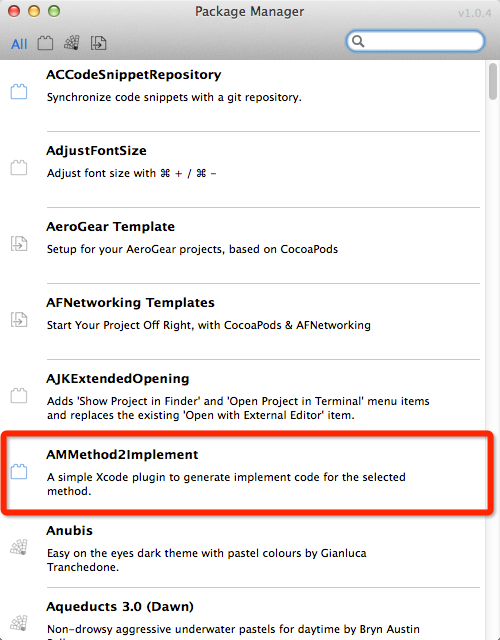 Package Manager
v1.0.4
All
ACCodeSnippetRepository
Synchronize code snippets with a git repository.
AdjustFontSize
Adjust font size with ⌘ + / ⌘ -
AeroGear Template
Setup for your AeroGear projects, based on CocoaPods
AFNetworking Templates
Start Your Project Off Right, with CocoaPods & AFNetworking
AJKExtendedOpening
Adds 'Show Project in Finder' and 'Open Project in Terminal' menu items
and replaces the existing 'Open with External Editor' item.
AMMethod2Implement
A simple Xcode plugin to generate implement code for the selected
method.
Anubis
Easy on the eyes dark theme with pastel colours by Gianluca
Tranchedone.
Aqueducts 3.0 (Dawn)
Non-drowsy aggressive underwater pastels for daytime by Bryn Austin